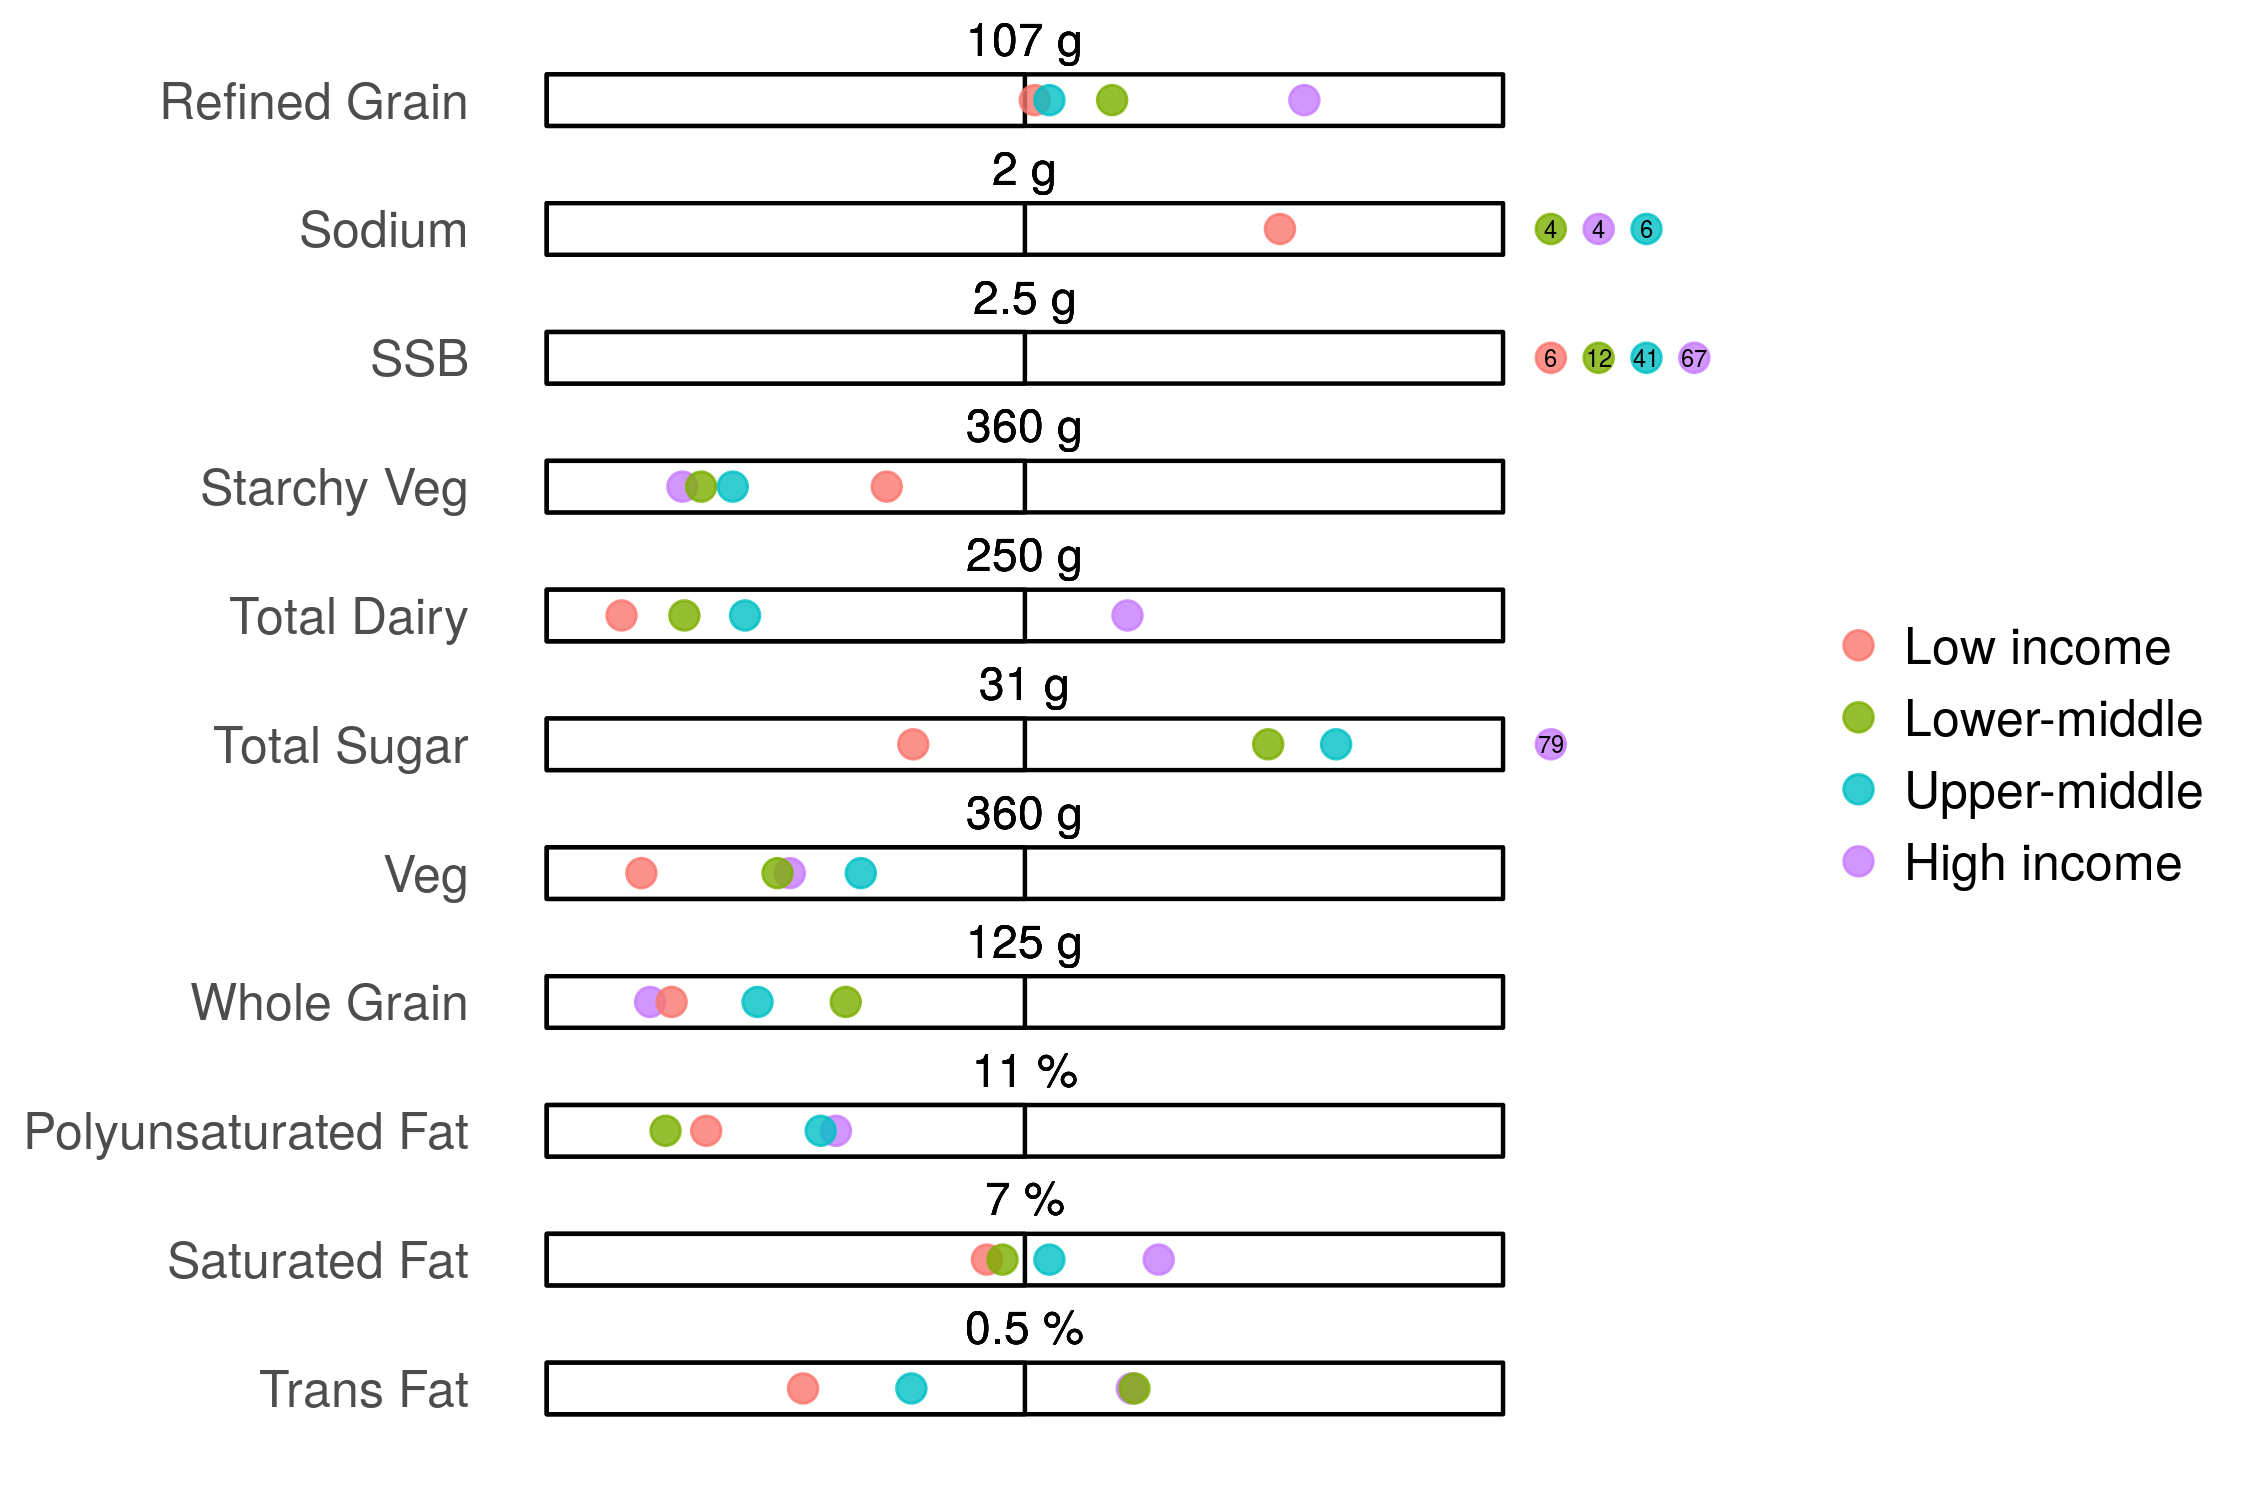 107 g
Refined Grain
2 g
Sodium 4 4 6
2.5 g
SSB 6 12 41 67
360 g
Starchy Veg
250 g
Total Dairy
31 g
Total Sugar 79
360 g
Veg
125 g
Whole Grain
11 %
Polyunsaturated Fat
7 %
Saturated Fat
0.5 %
Trans Fat
Low income
Lower-middle
Upper-middle
High income